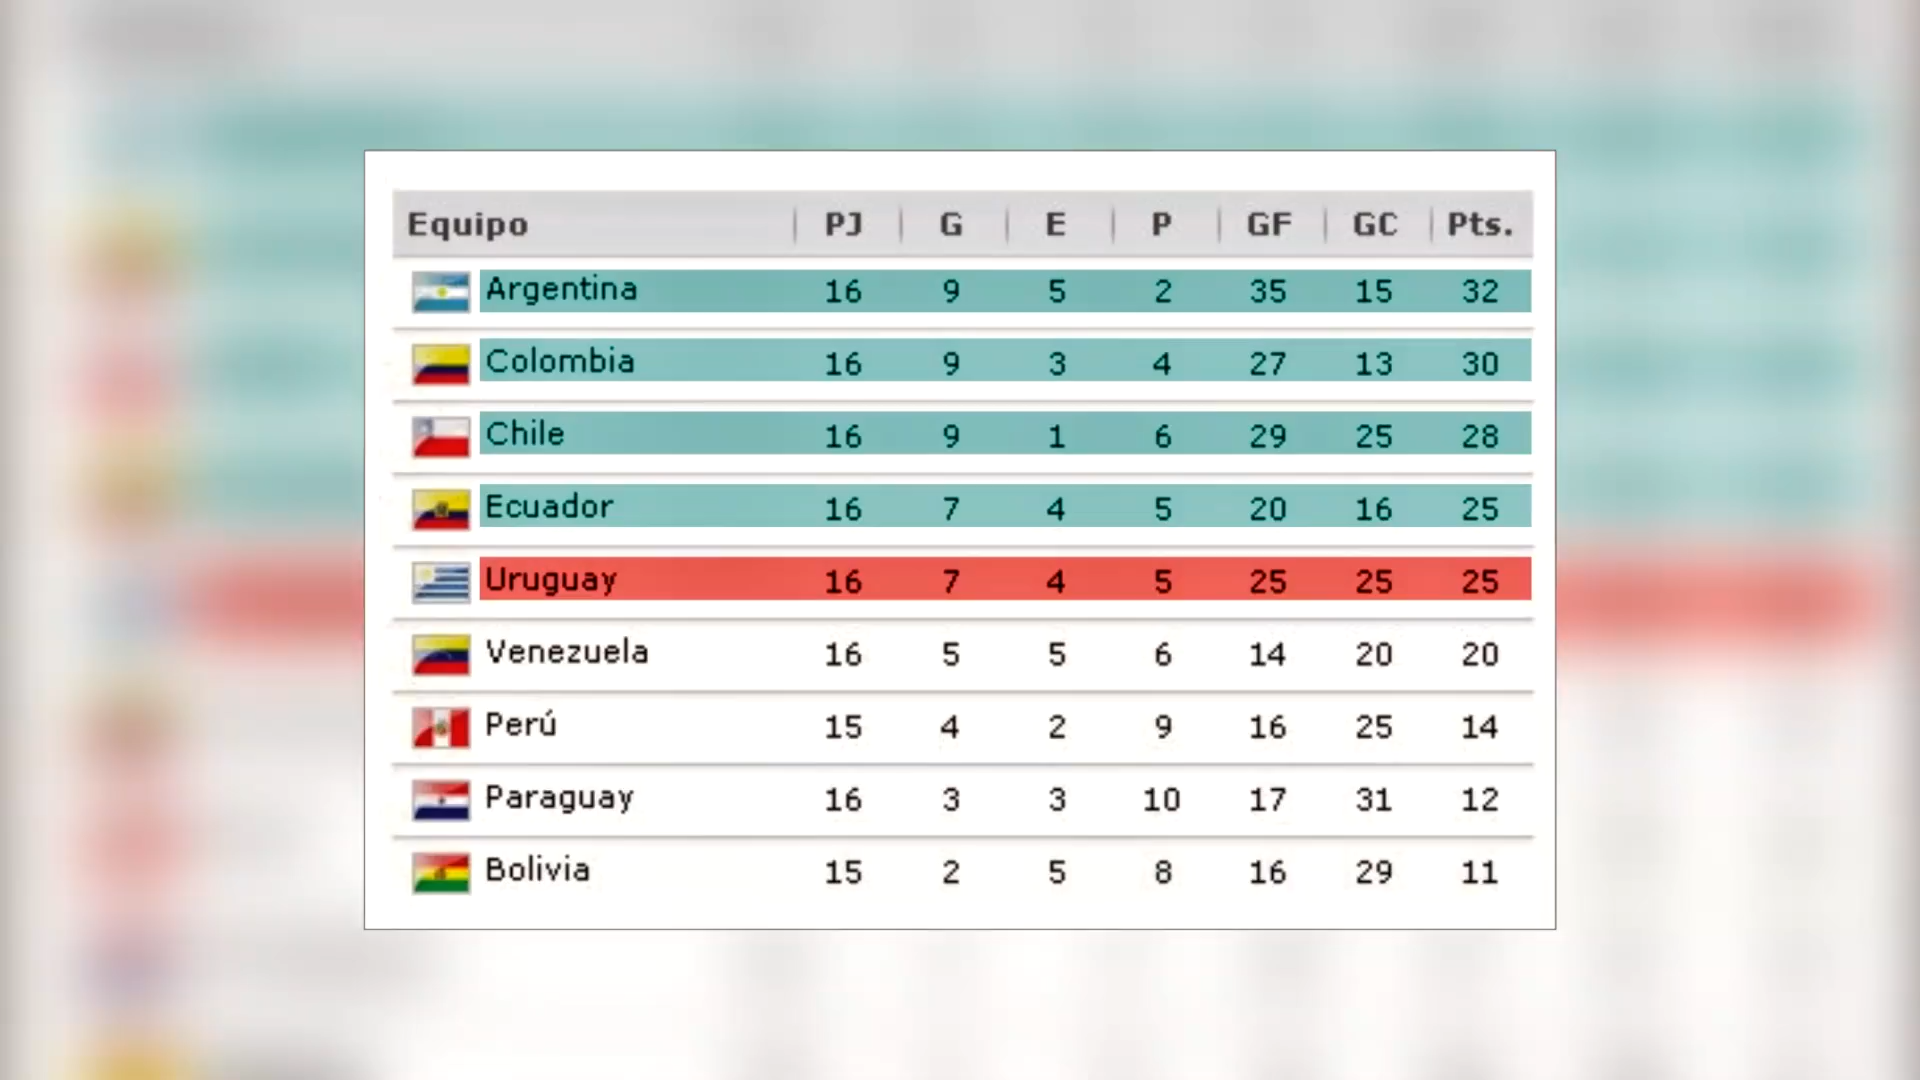 Equipo PJ G E P GF GC Pts.
Argentina 16 9 5 2 35 15 32
Colombia 16 9 3 4 27 13 30
Chile 16 9 1 6 29 25 28
Ecuador 16 7 4 5 20 16 25
Uruguay 16 7 4 5 25 25 25
Venezuela 16 5 5 6 14 20 20
Perú 15 4 2 9 16 25 14
Paraguay 16 3 3 10 17 31 12
Bolivia 15 2 5 8 16 29 11